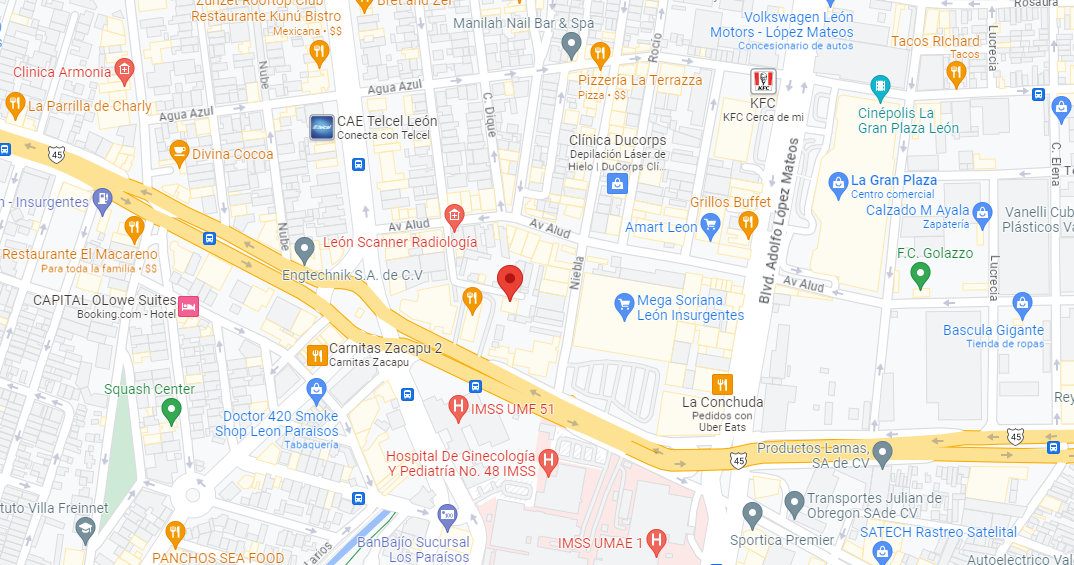 Zunzet Rooftop Club
Restaurante Kunú Bistro
Mexicana • $$
Bret and Zei
Manilah Nail Bar & Spa
Volkswagen León
Motors - López Mateos
Concesionario de autos
Rosaura
Lucrecia
Tacos RIchard
Tacos
Rocío
Nube
Clinica Armonia
Pizzería La Terrazza
Pizza • $$
KFC
KFC
KFC Cerca de mi
Cinépolis La
Gran Plaza León
La Parrilla de Charly
Agua Azul
Agua Azul
C. Dique
CAE Telcel León
Conecta con Telcel
Clínica Ducorps
Depilación Láser de
Hielo | DuCorps Clí...
Divina Cocoa
45
C. Elena
La Gran Plaza
Centro comercial
Blvd. Adolfo López Mateos
n - Insurgentes
Grillos Buffet
Amart Leon
Calzado M Ayala
Zapatería
Vanelli Cub
Plásticos Va
Av Alud
Av Alud
León Scanner Radiología
Nube
Restaurante El Macareno
Para toda la familia • $$
Engtechnik S.A. de C.V
F.C. Golazzo
Lucrecia
Niebla
Av Alud
CAPITAL OLowe Suites
Booking.com - Hotel
Mega Soriana
León Insurgentes
Bascula Gigante
Tienda de ropas
Carnitas Zacapu 2
Carnitas Zacapu
Squash Center
La Conchuda
Pedidos con
Uber Eats
Rey
Doctor 420 Smoke
Shop Leon Paraisos
Tabaquería
IMSS UMF 51
45
45
Productos Lamas,
SA de CV
Hospital De Ginecología
Y Pediatría No. 48 IMSS
tuto Villa Freinnet
Transportes Julian de
Obregon SAde CV
Sportica Premier
SATECH Rastreo Satelital
BanBajío Sucursal
Los Paraísos
IMSS UMAE 1
PANCHOS SEA FOOD
Larios
Autoelectrico Val